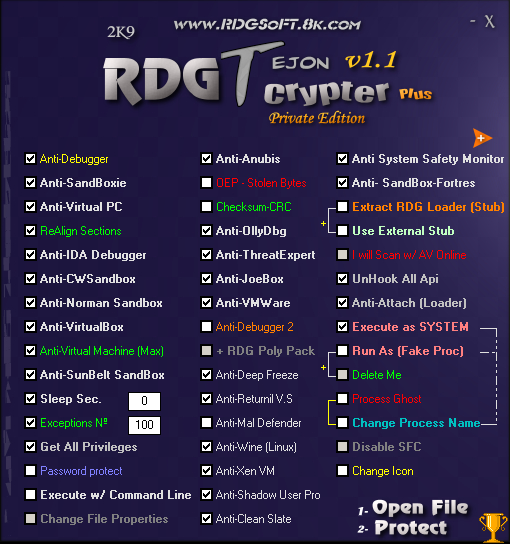 2K9
www.RDGSoft.8k.com
- X
RDG Tejon v1.1
Crypter Plus
Private Edition
Anti-Debugger
Anti-SandBoxie
Anti-Virtual PC
ReAlign Sections
Anti-IDA Debugger
Anti-CWSandbox
Anti-Norman Sandbox
Anti-VirtualBox
Anti-Virtual Machine (Max)
Anti-SunBelt SandBox
Sleep Sec. 0
Exceptions Nº 100
Get All Privileges
Password protect
Execute w/ Command Line
Change File Properties
Anti-Anubis
OEP - Stolen Bytes
Checksum-CRC
Anti-OllyDbg
Anti-ThreatExpert
Anti-JoeBox
Anti-VMWare
Anti-Debugger 2
+ RDG Poly Pack
Anti-Deep Freeze
Anti-Returnil V.S
Anti-Mal Defender
Anti-Wine (Linux)
Anti-Xen VM
Anti-Shadow User Pro
Anti-Clean Slate
Anti System Safety Monitor
Anti- SandBox-Fortres
Extract RDG Loader (Stub)
Use External Stub
I will Scan w/ AV Online
UnHook All Api
Anti-Attach (Loader)
Execute as SYSTEM
Run As (Fake Proc)
Delete Me
Process Ghost
Change Process Name
Disable SFC
Change Icon
1- Open File
2- Protect